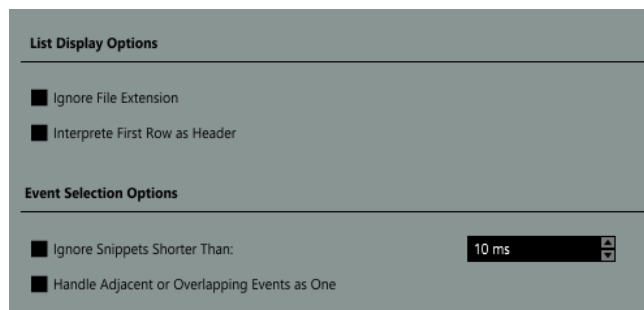 List Display Options
Ignore File Extension
Interprete First Row as Header
Event Selection Options
Ignore Snippets Shorter Than: 10 ms
Handle Adjacent or Overlapping Events as One